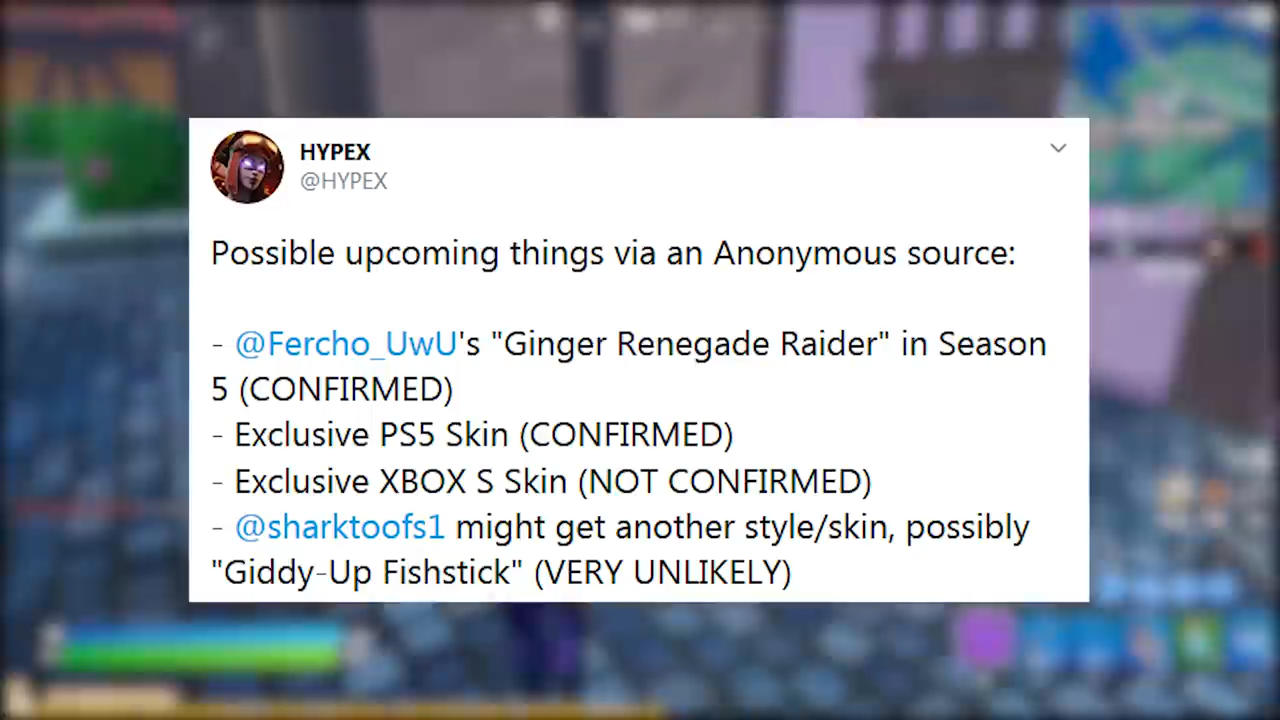 HYPEX
@HYPEX
Possible upcoming things via an Anonymous source:
- @Fercho_UwU's "Ginger Renegade Raider" in Season
5 (CONFIRMED)
- Exclusive PS5 Skin (CONFIRMED)
- Exclusive XBOX S Skin (NOT CONFIRMED)
- @sharktoofs1 might get another style/skin, possibly
"Giddy-Up Fishstick" (VERY UNLIKELY)